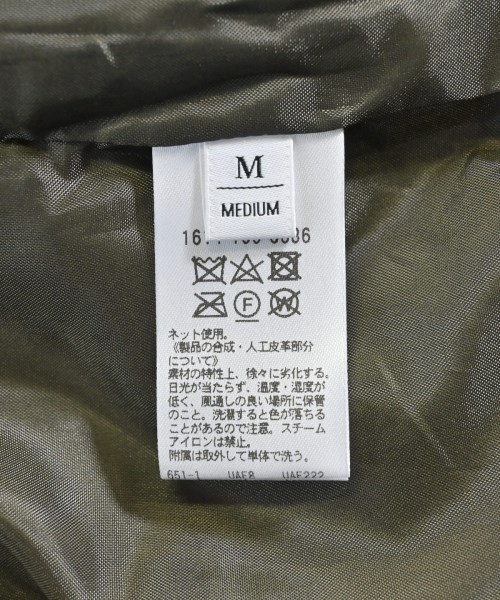 M
MEDIUM
F
W
ネット使用。
《製品の合成・人工皮革部分
について》
素材の特性上、徐々に劣化する。
日光が当たらず、温度・湿度が
低く、風通しの良い場所に保管
のこと。洗濯すると色が落ちる
ことがあるので注意。スチーム
アイロンは禁止。
附属は取外して単体で洗う。
651-1 UAE8 UAE222